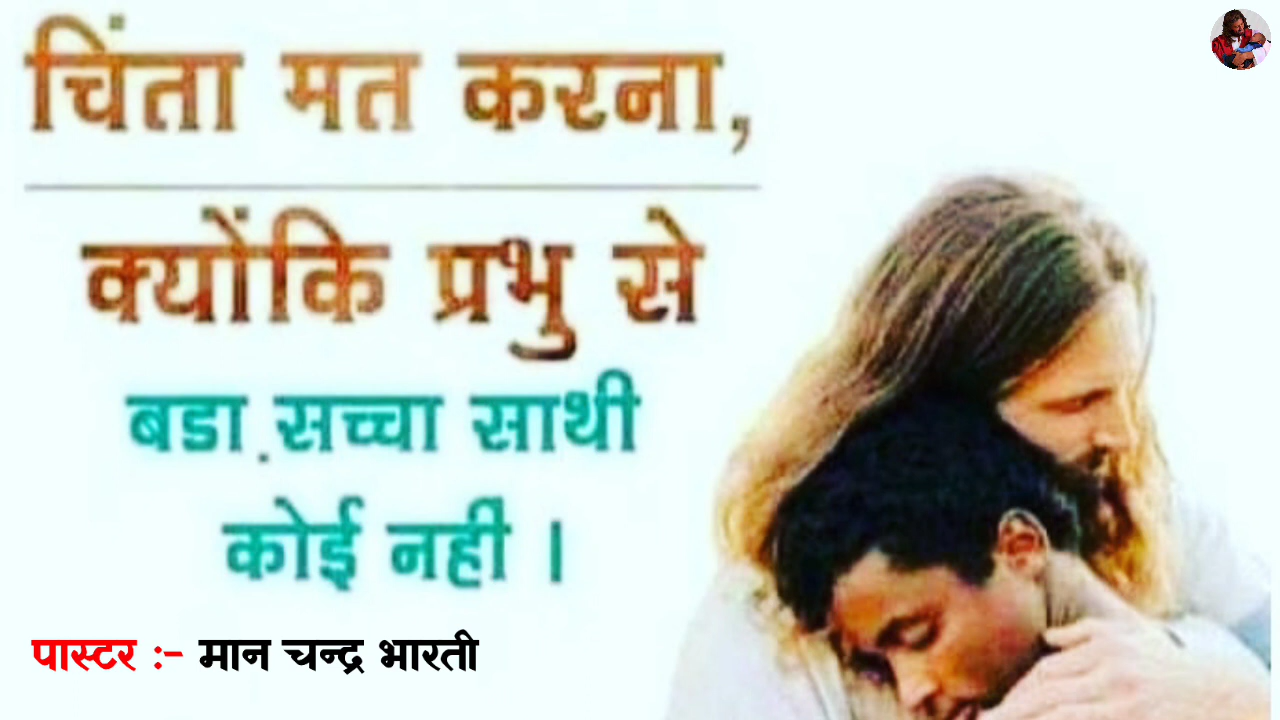 चिंता मत करना,
क्योंकि प्रभु से
बडा सच्चा साथी
कोई नहीं ।
पास्टर :- मान चन्द्र भारती